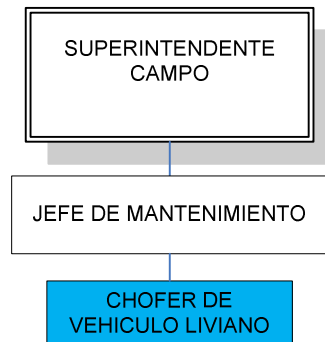 SUPERINTENDENTE
CAMPO
JEFE DE MANTENIMIENTO
CHOFER DE
VEHICULO LIVIANO